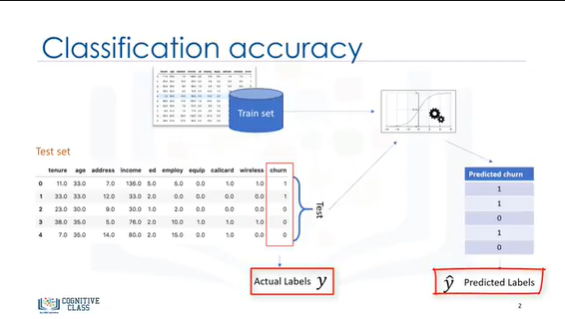 Classification accuracy
Train set
Test set
tenure age address income ed employ equip callcard wireless churn
0 11.0 33.0 7.0 136.0 5.0 5.0 0.0 1.0 1.0 1
1 33.0 33.0 12.0 33.0 2.0 0.0 0.0 0.0 0.0 1
2 23.0 30.0 9.0 30.0 1.0 2.0 0.0 0.0 0.0 0
3 38.0 35.0 5.0 76.0 2.0 10.0 1.0 1.0 1.0 0
4 7.0 35.0 14.0 80.0 2.0 15.0 0.0 1.0 0.0 0
Test
Predicted churn
1
1
0
1
0
Actual Labels y
ŷ Predicted Labels
COGNITIVE
CLASS
2